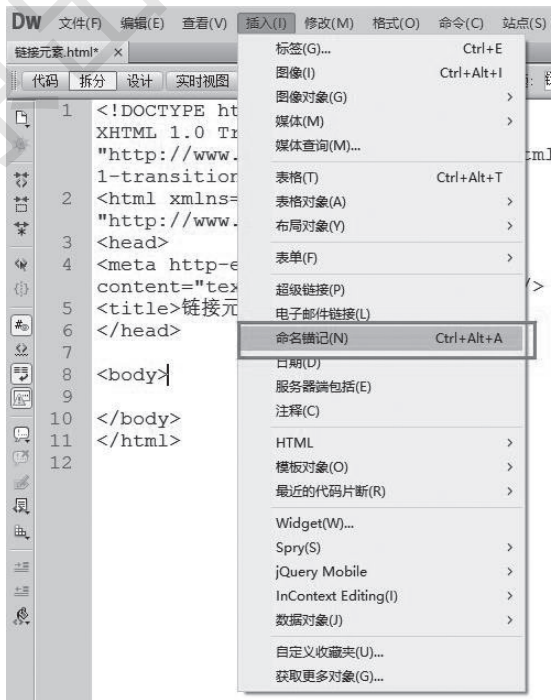 Dw 文件(F) 编辑(E) 查看(V) 插入(I) 修改(M) 格式(O) 命令(C) 站点(S)
链接元素.html* ×
代码 拆分 设计 实时视图
标签(G)... Ctrl+E
图像(I) Ctrl+Alt+I
图像对象(G) >
媒体(M) >
媒体查询(M)...
表格(T) Ctrl+Alt+T
表格对象(A) >
布局对象(Y) >
表单(F) >
超级链接(P)
电子邮件链接(L)
命名锚记(N) Ctrl+Alt+A
日期(D)
服务器端包括(E)
注释(C)
HTML >
模板对象(O) >
最近的代码片断(R) >
Widget(W)...
Spry(S) >
jQuery Mobile >
InContext Editing(I) >
数据对象(J) >
自定义收藏夹(U)...
获取更多对象(G)...
1 <!DOCTYPE ht
XHTML 1.0 Tr
"http://www. ml
1-transition
2 <html xmlns=
"http://www.
3 <head>
4 <meta http-e
content="tex />
5 <title>链接元
6 </head>
7
8 <body>
9
10 </body>
11 </html>
12